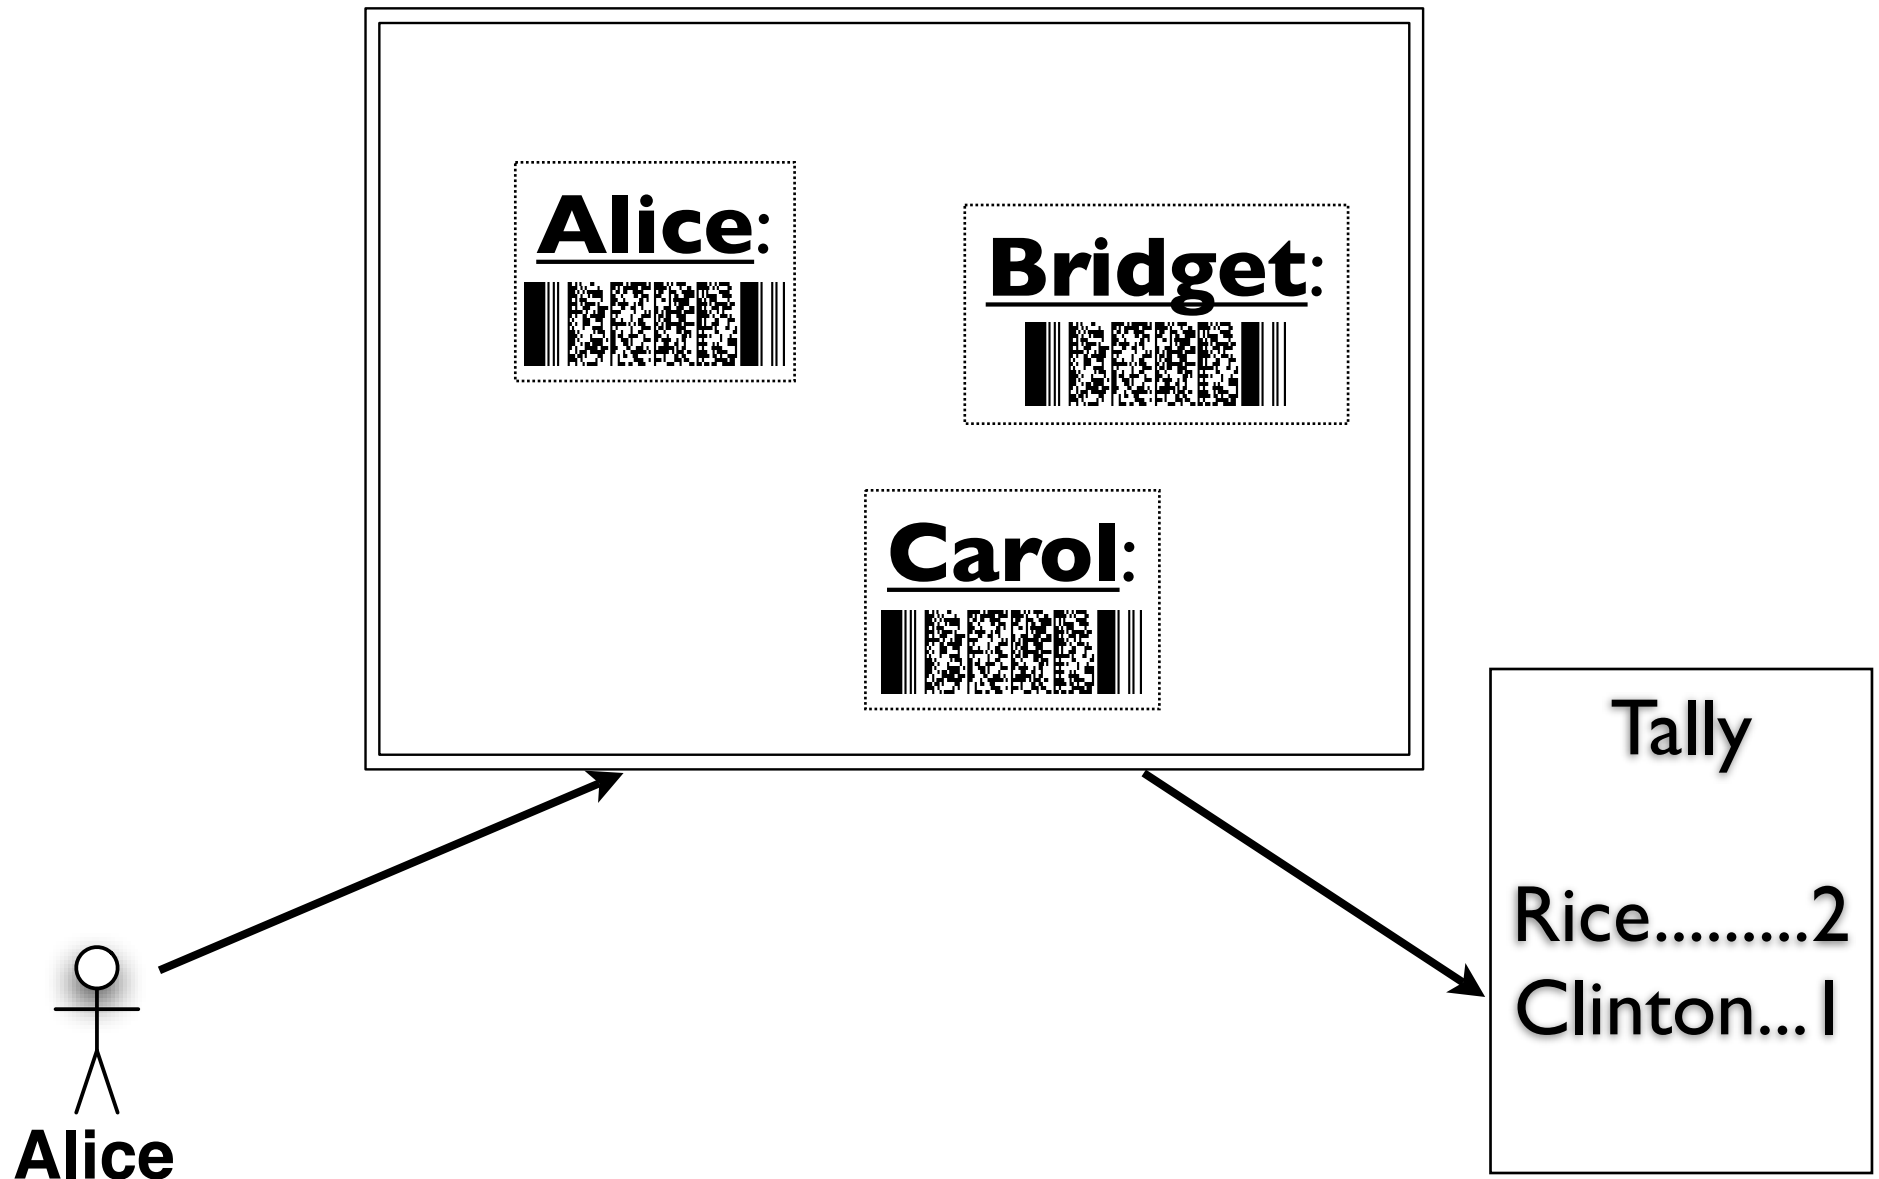 Alice:
Bridget:
Carol:
Tally
Rice.........2
Clinton...1
Alice